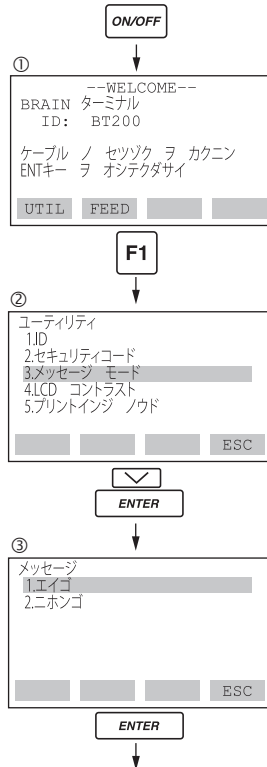 ON/OFF
①
--WELCOME--
BRAIN ターミナル
ID: BT200
ケーブル ノ セツゾク ヲ カクニン
ENTキー ヲ オシテクダサイ
UTIL FEED
F1
②
ユーティリティ
1.ID
2.セキュリティコード
3.メッセージ モード
4.LCD コントラスト
5.プリントインジ ノウド
ESC
ENTER
③
メッセージ
1.エイゴ
2.ニホンゴ
ESC
ENTER